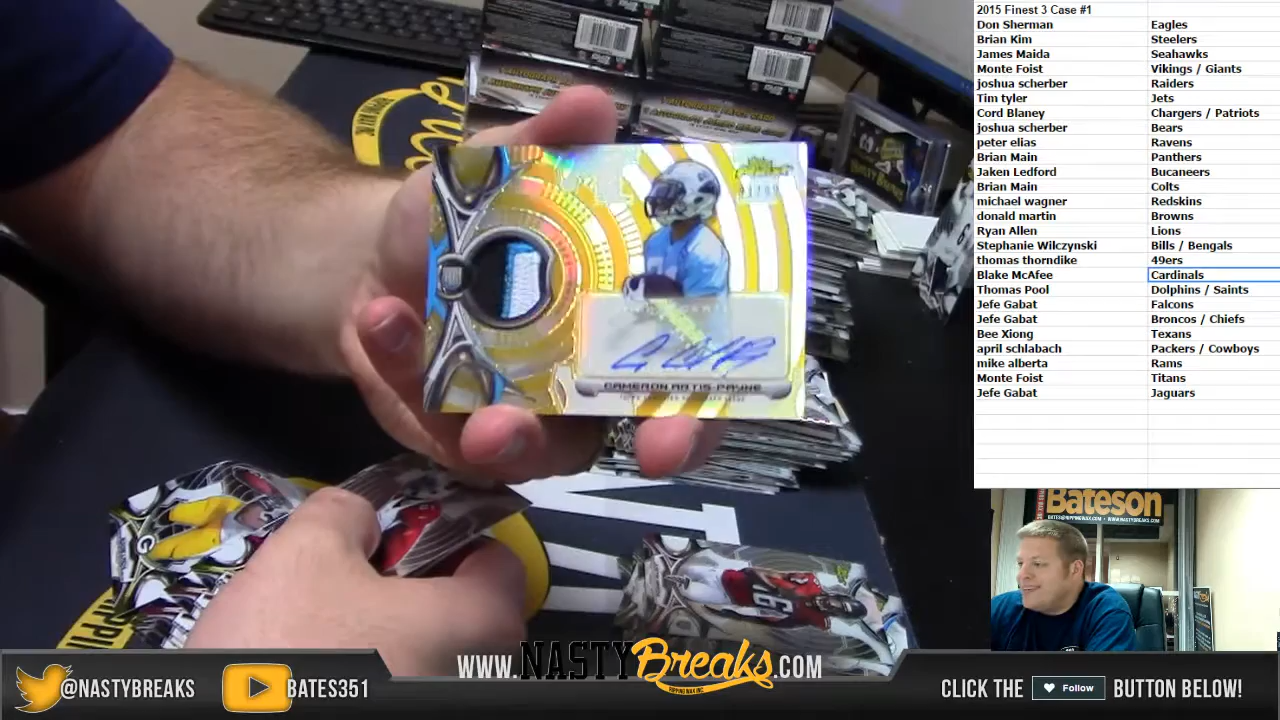 2015 Finest 3 Case #1
Don Sherman Eagles
Brian Kim Steelers
James Maida Seahawks
Monte Foist Vikings / Giants
joshua scherber Raiders
Tim tyler Jets
Cord Blaney Chargers / Patriots
joshua scherber Bears
peter elias Ravens
Brian Main Panthers
Jaken Ledford Bucaneers
Brian Main Colts
michael wagner Redskins
donald martin Browns
Ryan Allen Lions
Stephanie Wilczynski Bills / Bengals
thomas thorndike 49ers
Blake McAfee Cardinals
Thomas Pool Dolphins / Saints
Jefe Gabat Falcons
Jefe Gabat Broncos / Chiefs
Bee Xiong Texans
april schlabach Packers / Cowboys
mike alberta Rams
Monte Foist Titans
Jefe Gabat Jaguars
CAMERON ARTIS-PAYNE
Bateson
@NASTYBREAKS
BATES351
WWW.NASTYBreaks.COM
RIPPING WAX INC
CLICK THE Follow BUTTON BELOW!